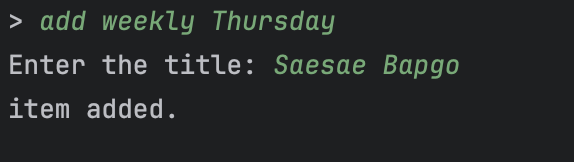 > add weekly Thursday
Enter the title: Saesae Bapgo
item added.